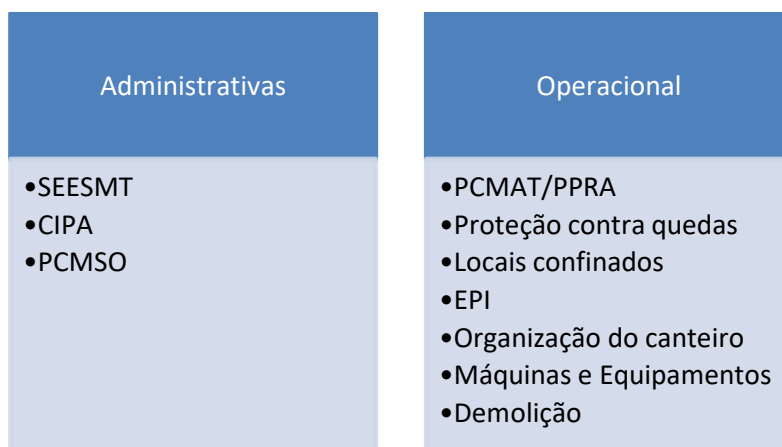 Administrativas
•SEESMT
•CIPA
•PCMSO
Operacional
•PCMAT/PPRA
•Proteção contra quedas
•Locais confinados
•EPI
•Organização do canteiro
•Máquinas e Equipamentos
•Demolição